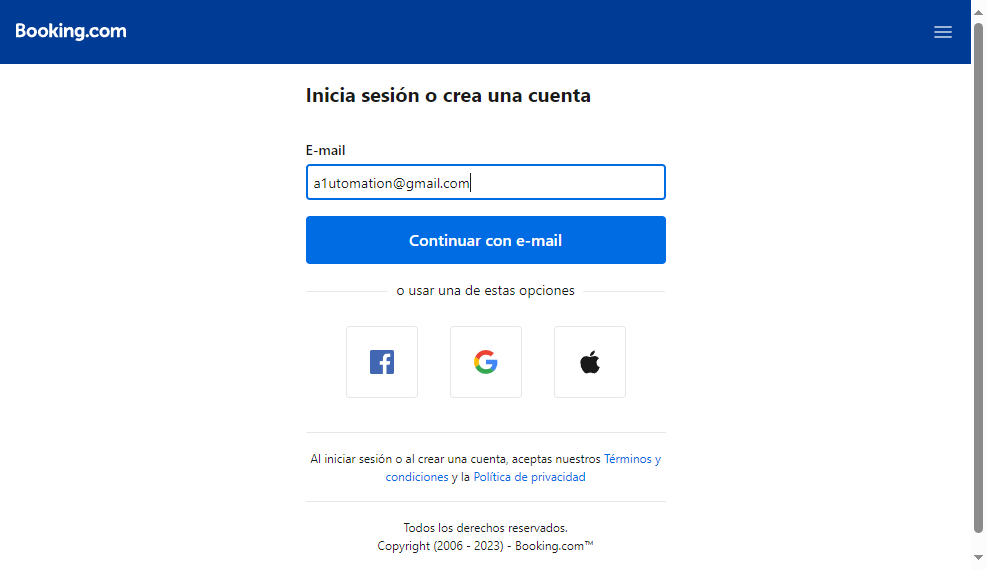 Booking.com
Inicia sesión o crea una cuenta
E-mail
a1utomation@gmail.com
Continuar con e-mail
o usar una de estas opciones
Al iniciar sesión o al crear una cuenta, aceptas nuestros Términos y
condiciones y la Política de privacidad
Todos los derechos reservados.
Copyright (2006 - 2023) - Booking.com™